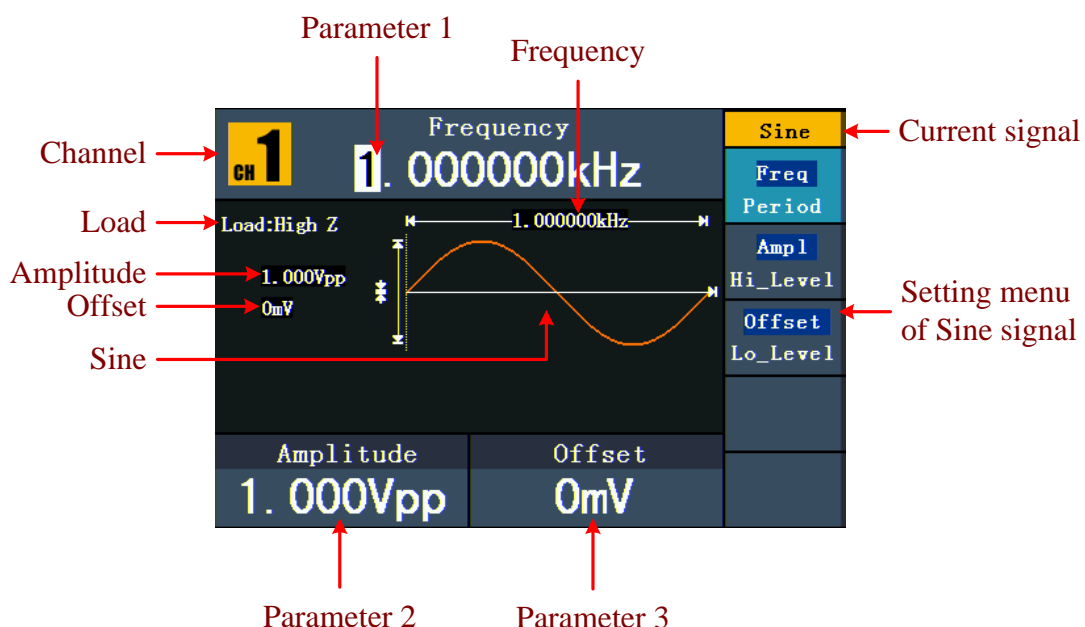 Parameter 1
Frequency
Channel
CH 1
Frequency
1.000000kHz
Sine
Current signal
Freq
Period
Load
Load:High Z
1.000000kHz
Amplitude
1.000Vpp
Ampl
Hi_Level
Offset
0mV
Offset
Lo_Level
Setting menu
of Sine signal
Sine
Amplitude
1.000Vpp
Offset
0mV
Parameter 2
Parameter 3